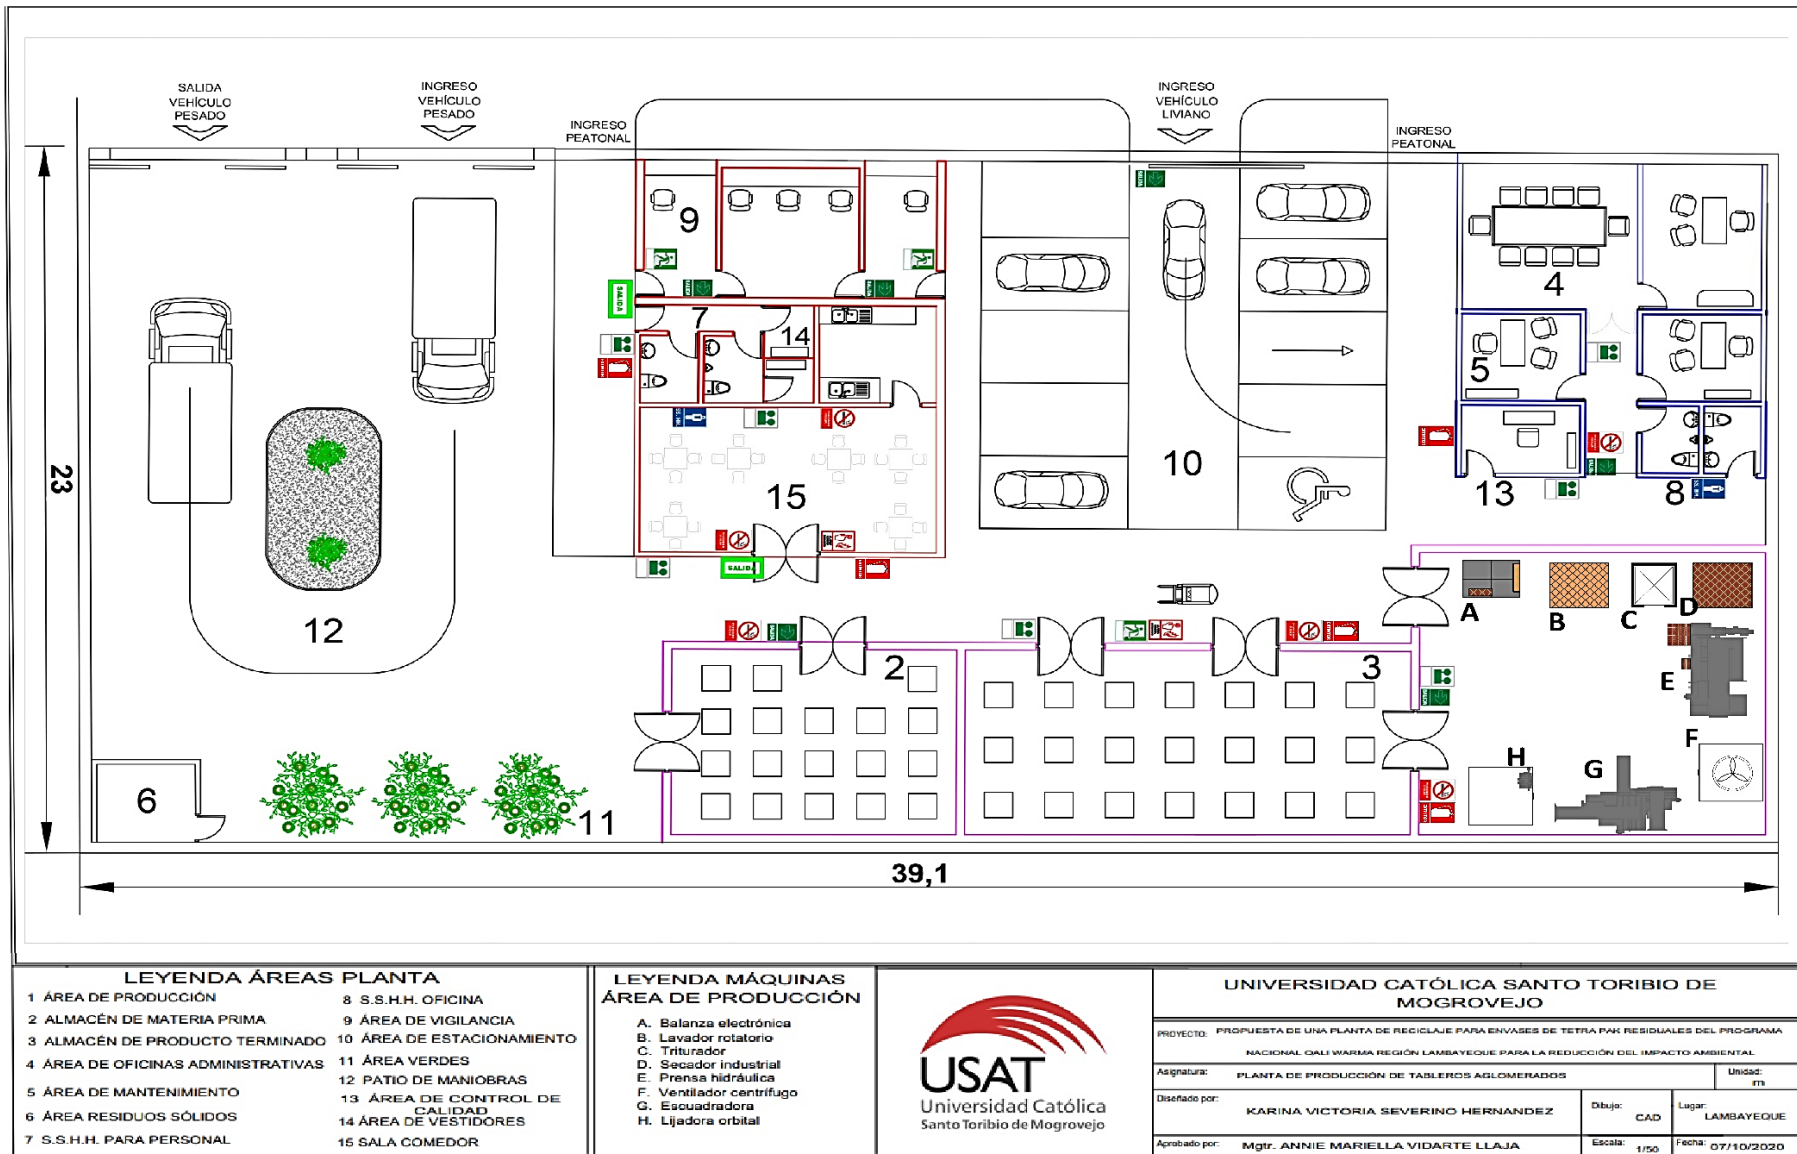 SALIDA
VEHÍCULO
PESADO
INGRESO
VEHÍCULO
PESADO
INGRESO
PEATONAL
INGRESO
VEHÍCULO
LIVIANO
INGRESO
PEATONAL
9
4
7
14
5
SALIDA
10
15
13
8
23
12
SALIDA
2
3
A
B
C
D
E
F
G
H
6
11
39,1
LEYENDA ÁREAS PLANTA
1 ÁREA DE PRODUCCIÓN
2 ALMACÉN DE MATERIA PRIMA
3 ALMACÉN DE PRODUCTO TERMINADO
4 ÁREA DE OFICINAS ADMINISTRATIVAS
5 ÁREA DE MANTENIMIENTO
6 ÁREA RESIDUOS SÓLIDOS
7 S.S.H.H. PARA PERSONAL
8 S.S.H.H. OFICINA
9 ÁREA DE VIGILANCIA
10 ÁREA DE ESTACIONAMIENTO
11 ÁREA VERDES
12 PATIO DE MANIOBRAS
13 ÁREA DE CONTROL DE
CALIDAD
14 ÁREA DE VESTIDORES
15 SALA COMEDOR
LEYENDA MÁQUINAS
ÁREA DE PRODUCCIÓN
A. Balanza electrónica
B. Lavador rotatorio
C. Triturador
D. Secador industrial
E. Prensa hidráulica
F. Ventilador centrífugo
G. Escuadradora
H. Lijadora orbital
USAT
Universidad Católica
Santo Toribio de Mogrovejo
UNIVERSIDAD CATÓLICA SANTO TORIBIO DE
MOGROVEJO
PROYECTO: PROPUESTA DE UNA PLANTA DE RECICLAJE PARA ENVASES DE TETRA PAK RESIDUALES DEL PROGRAMA
NACIONAL QALI WARMA REGIÓN LAMBAYEQUE PARA LA REDUCCIÓN DEL IMPACTO AMBIENTAL
Asignatura: PLANTA DE PRODUCCIÓN DE TABLEROS AGLOMERADOS
Unidad: m
Diseñado por: KARINA VICTORIA SEVERINO HERNANDEZ
Dibujo: CAD
Lugar: LAMBAYEQUE
Aprobado por: Mgtr. ANNIE MARIELLA VIDARTE LLAJA
Escala: 1/50
Fecha: 07/10/2020